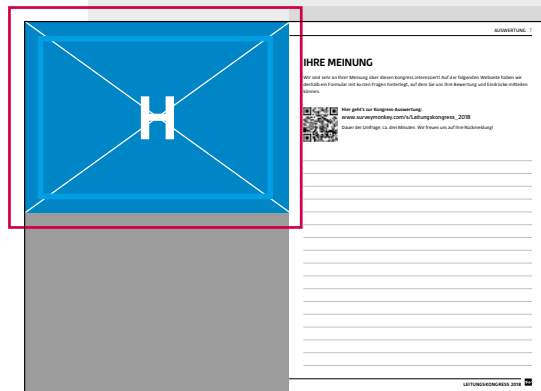 AUSWERTUNG 7
H
IHRE MEINUNG
Wir sind sehr an Ihrer Meinung über diesen Kongress interessiert! Auf der folgenden Webseite haben wir
deshalb ein Formular mit kurzen Fragen hinterlegt, auf dem Sie uns Ihre Bewertung und Eindrücke mitteilen
können.
Hier geht's zur Kongress-Auswertung:
www.surveymonkey.com/s/Leitungskongress_2018
Dauer der Umfrage: ca. drei Minuten. Wir freuen uns auf Ihre Rückmeldung!
LEITUNGSKONGRESS 2018